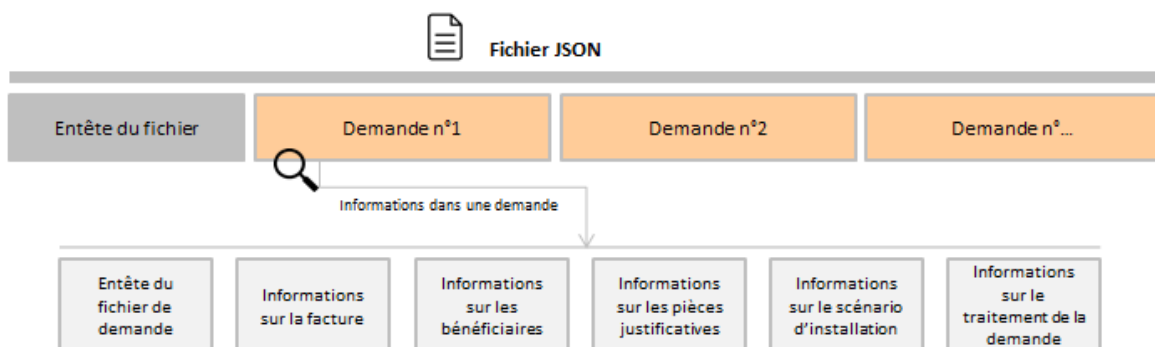 Fichier JSON
Entête du fichier
Demande n°1
Demande n°2
Demande n°...
Informations dans une demande
Entête du
fichier de
demande
Informations
sur la facture
Informations
sur les
bénéficiaires
Informations
sur les pièces
justificatives
Informations
sur le scénario
d'installation
Informations
sur le
traitement de la
demande